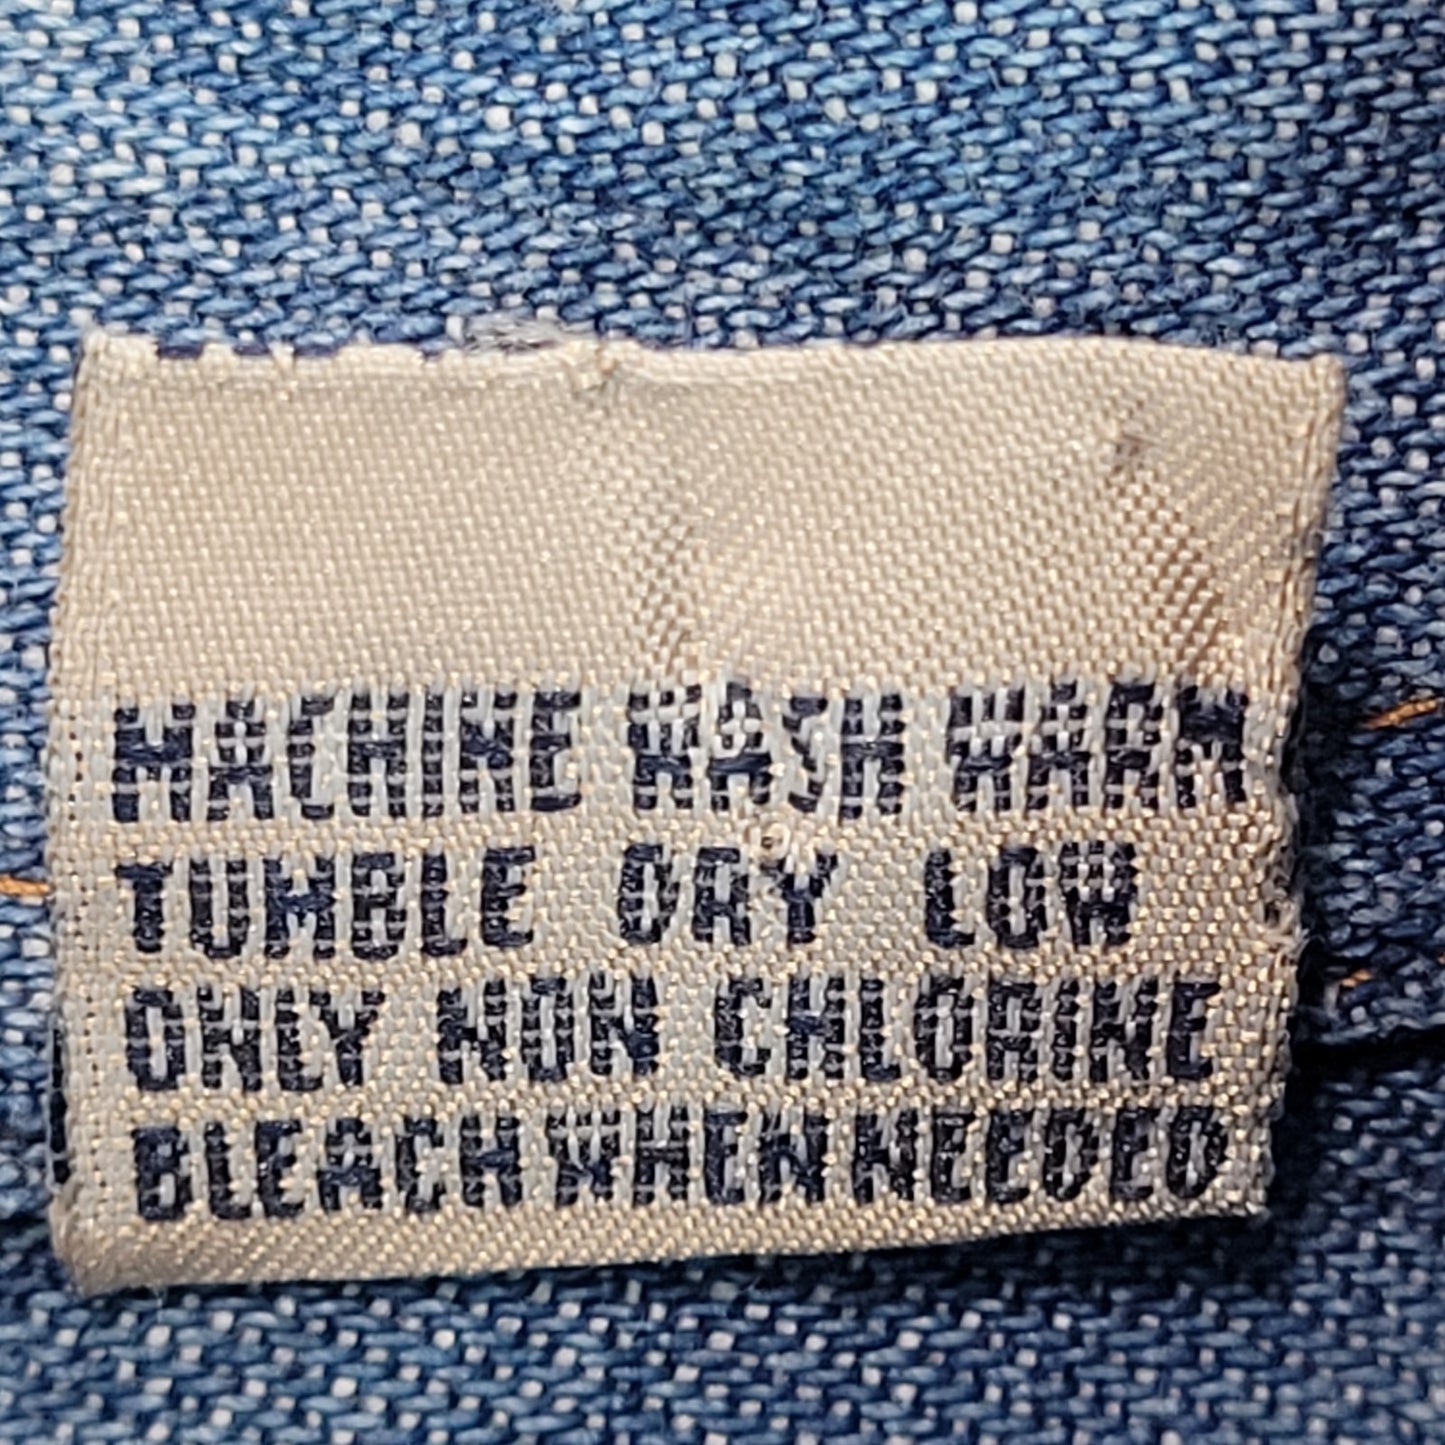 MACHINE WASH WARM
TUMBLE DRY LOW
ONLY NON CHLORINE
BLEACH WHEN NEEDED